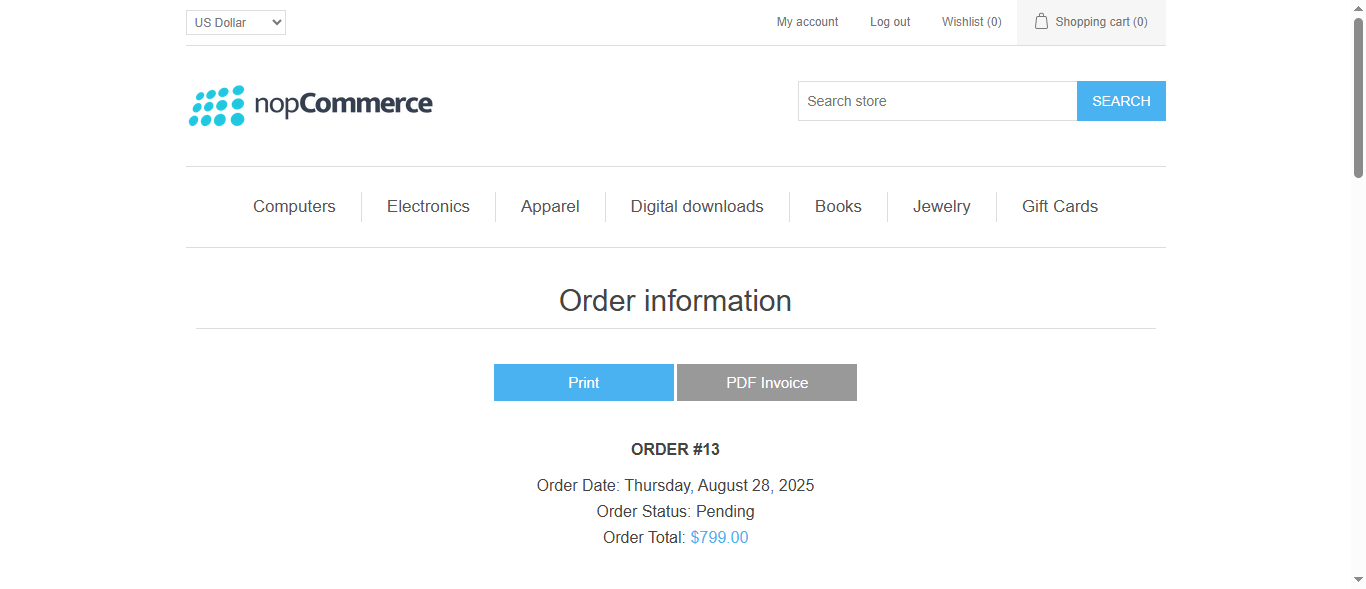 US Dollar
My account
Log out
Wishlist (0)
Shopping cart (0)
nopCommerce
Search store
SEARCH
Computers
Electronics
Apparel
Digital downloads
Books
Jewelry
Gift Cards
Order information
Print
PDF Invoice
ORDER #13
Order Date: Thursday, August 28, 2025
Order Status: Pending
Order Total: $799.00